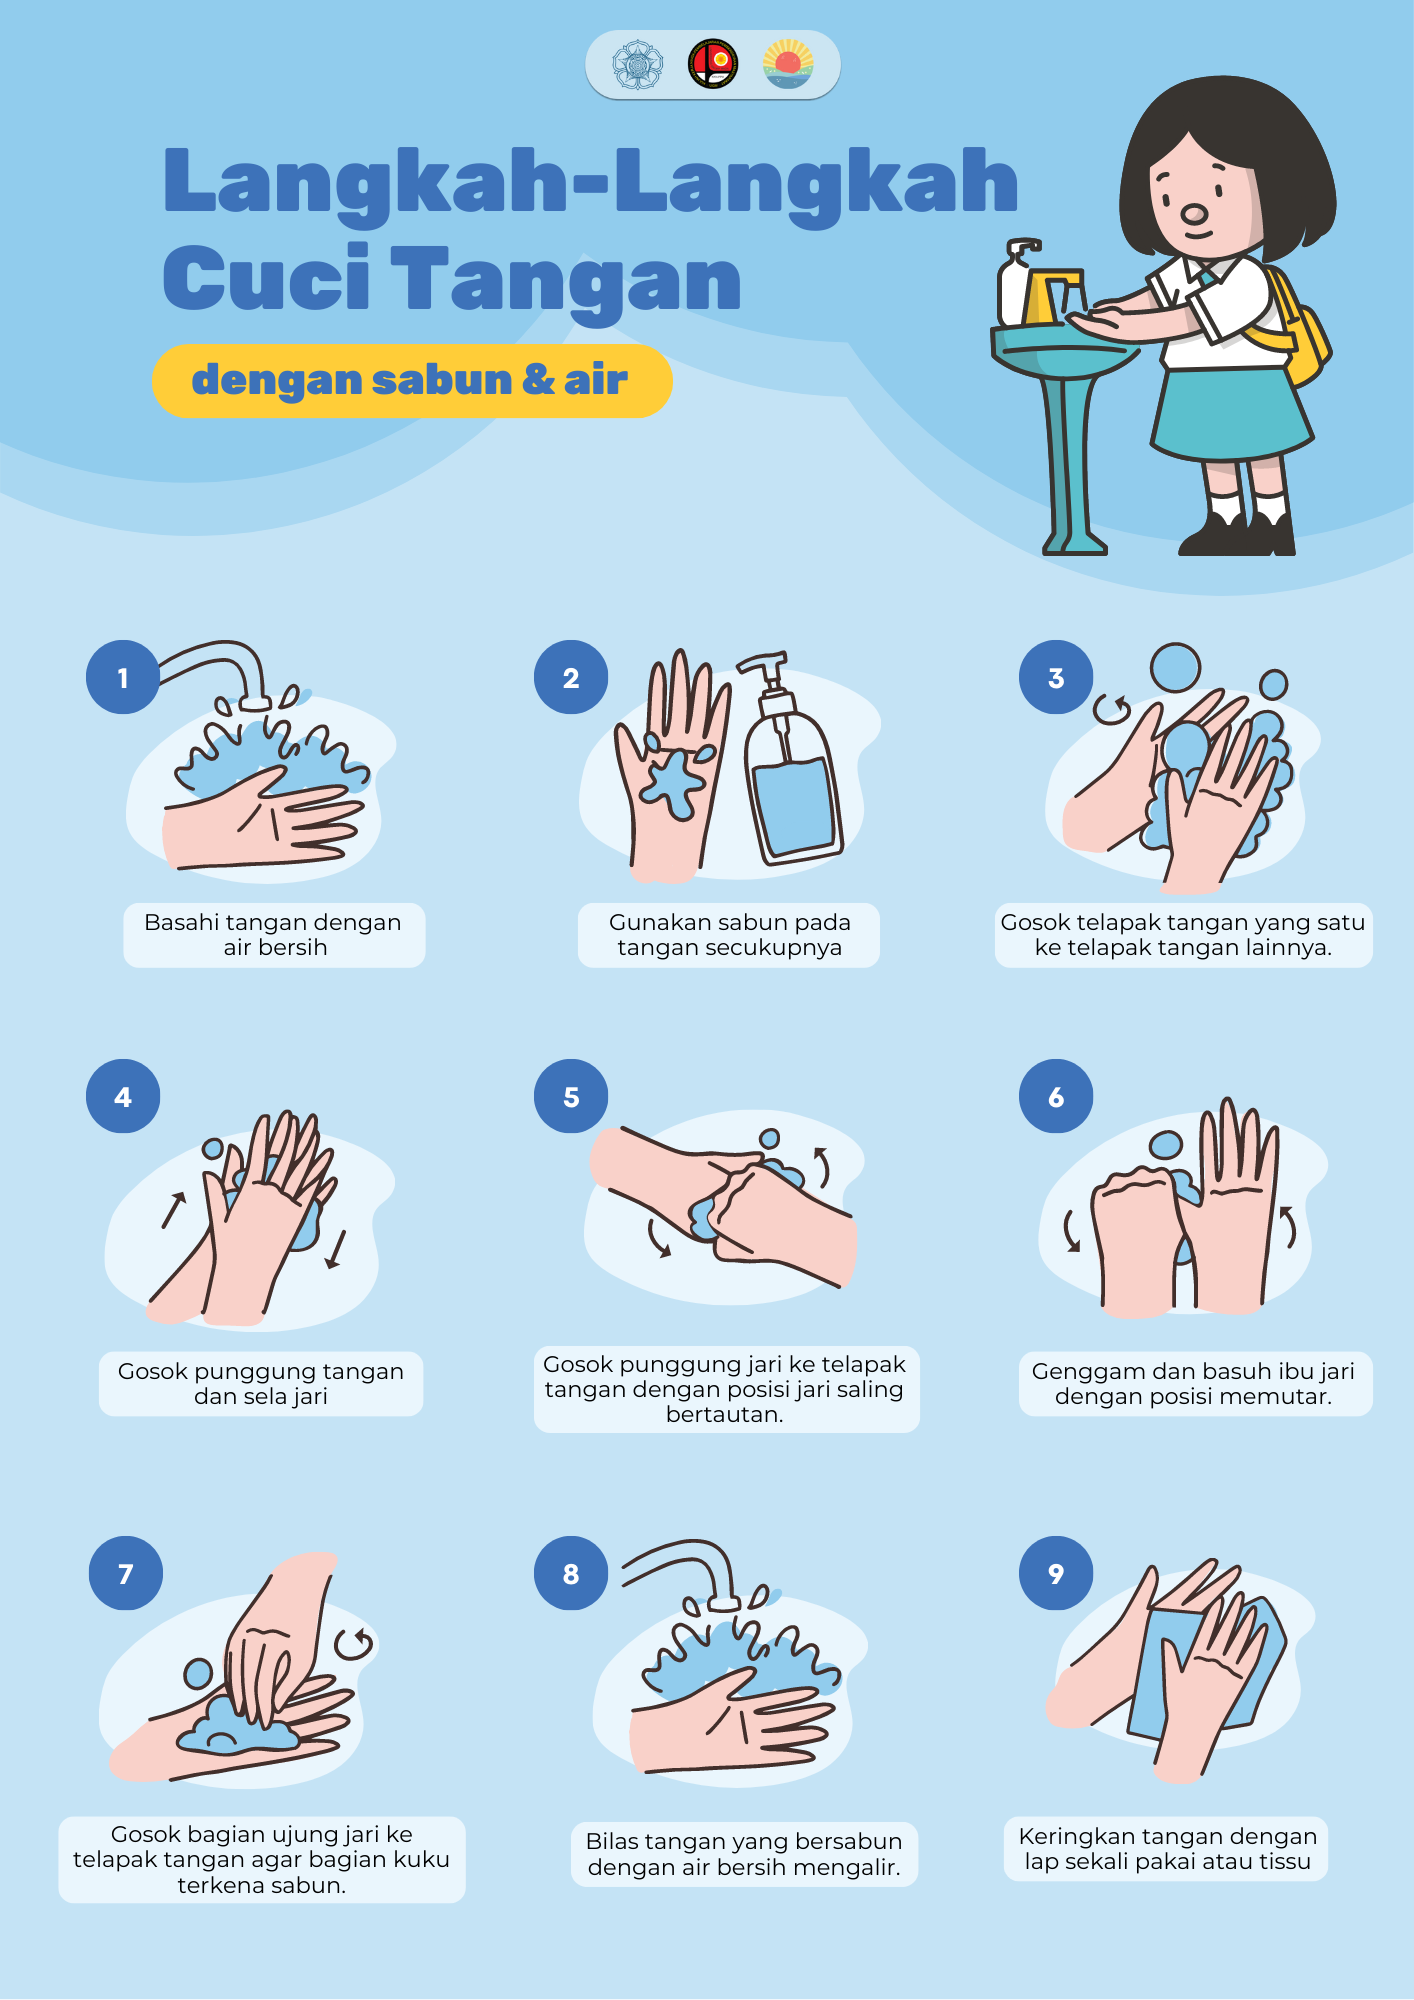 Langkah-Langkah
Cuci Tangan
dengan sabun & air
1
Basahi tangan dengan
air bersih
2
Gunakan sabun pada
tangan secukupnya
3
Gosok telapak tangan yang satu
ke telapak tangan lainnya.
4
Gosok punggung tangan
dan sela jari
5
Gosok punggung jari ke telapak
tangan dengan posisi jari saling
bertautan.
6
Genggam dan basuh ibu jari
dengan posisi memutar.
7
Gosok bagian ujung jari ke
telapak tangan agar bagian kuku
terkena sabun.
8
Bilas tangan yang bersabun
dengan air bersih mengalir.
9
Keringkan tangan dengan
lap sekali pakai atau tissu